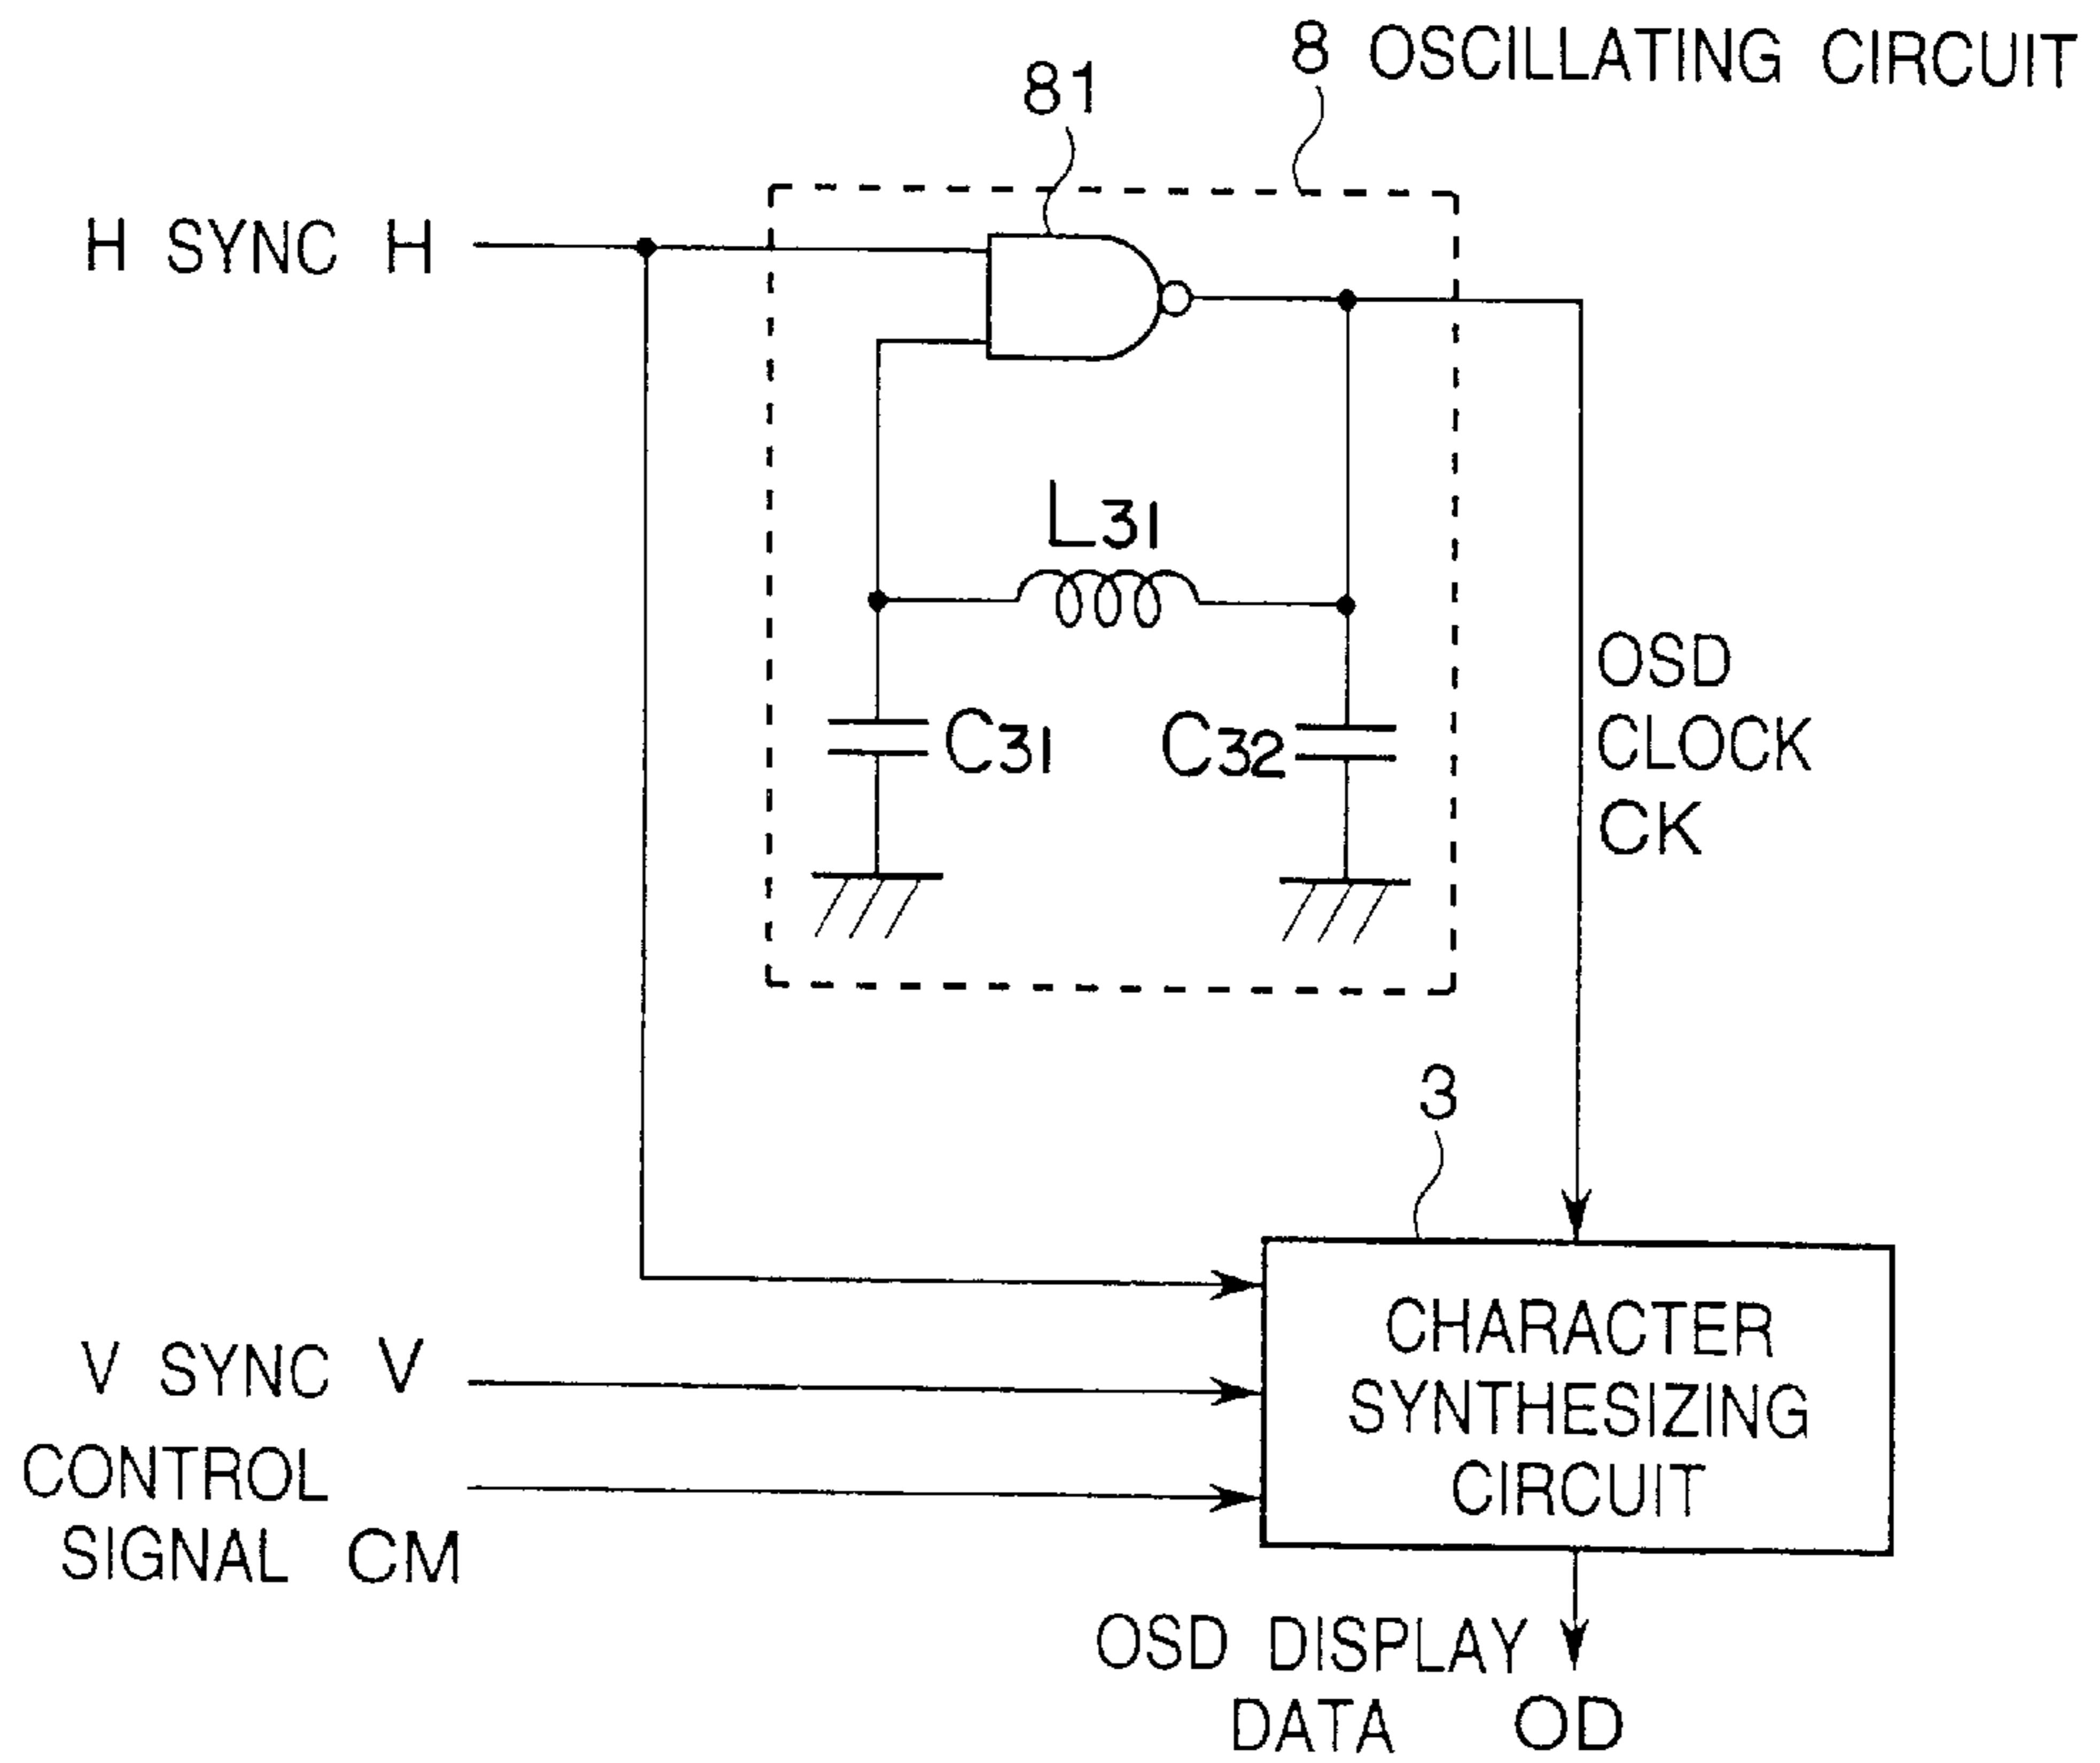 8 OSCILLATING CIRCUIT
81
H SYNC H
L31
C31
C32
OSD
CLOCK
CK
3
CHARACTER
SYNTHESIZING
CIRCUIT
V SYNC V
CONTROL
SIGNAL CM
OSD DISPLAY
DATA OD